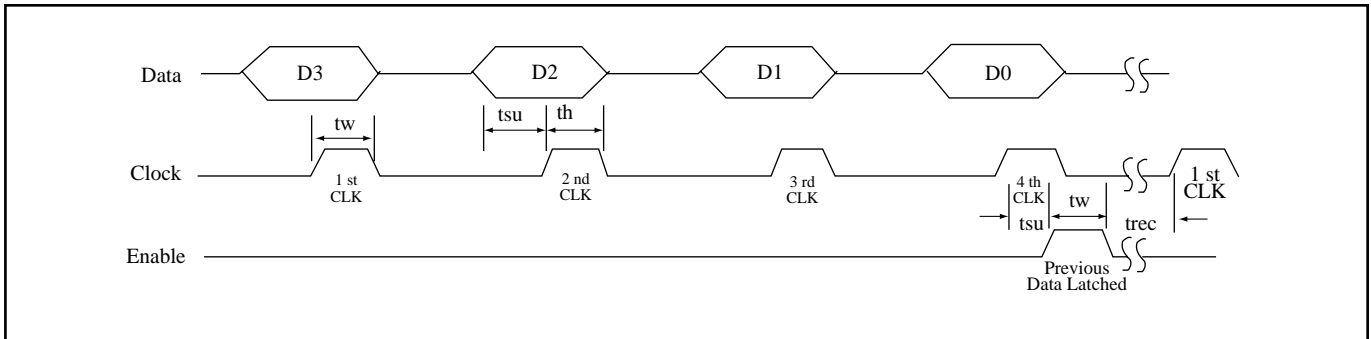 Data
D3
D2
D1
D0
tsu
th
tw
Clock
1 st
CLK
2 nd
CLK
3 rd
CLK
4 th
CLK
1 st
CLK
tsu
tw
trec
Enable
Previous
Data Latched